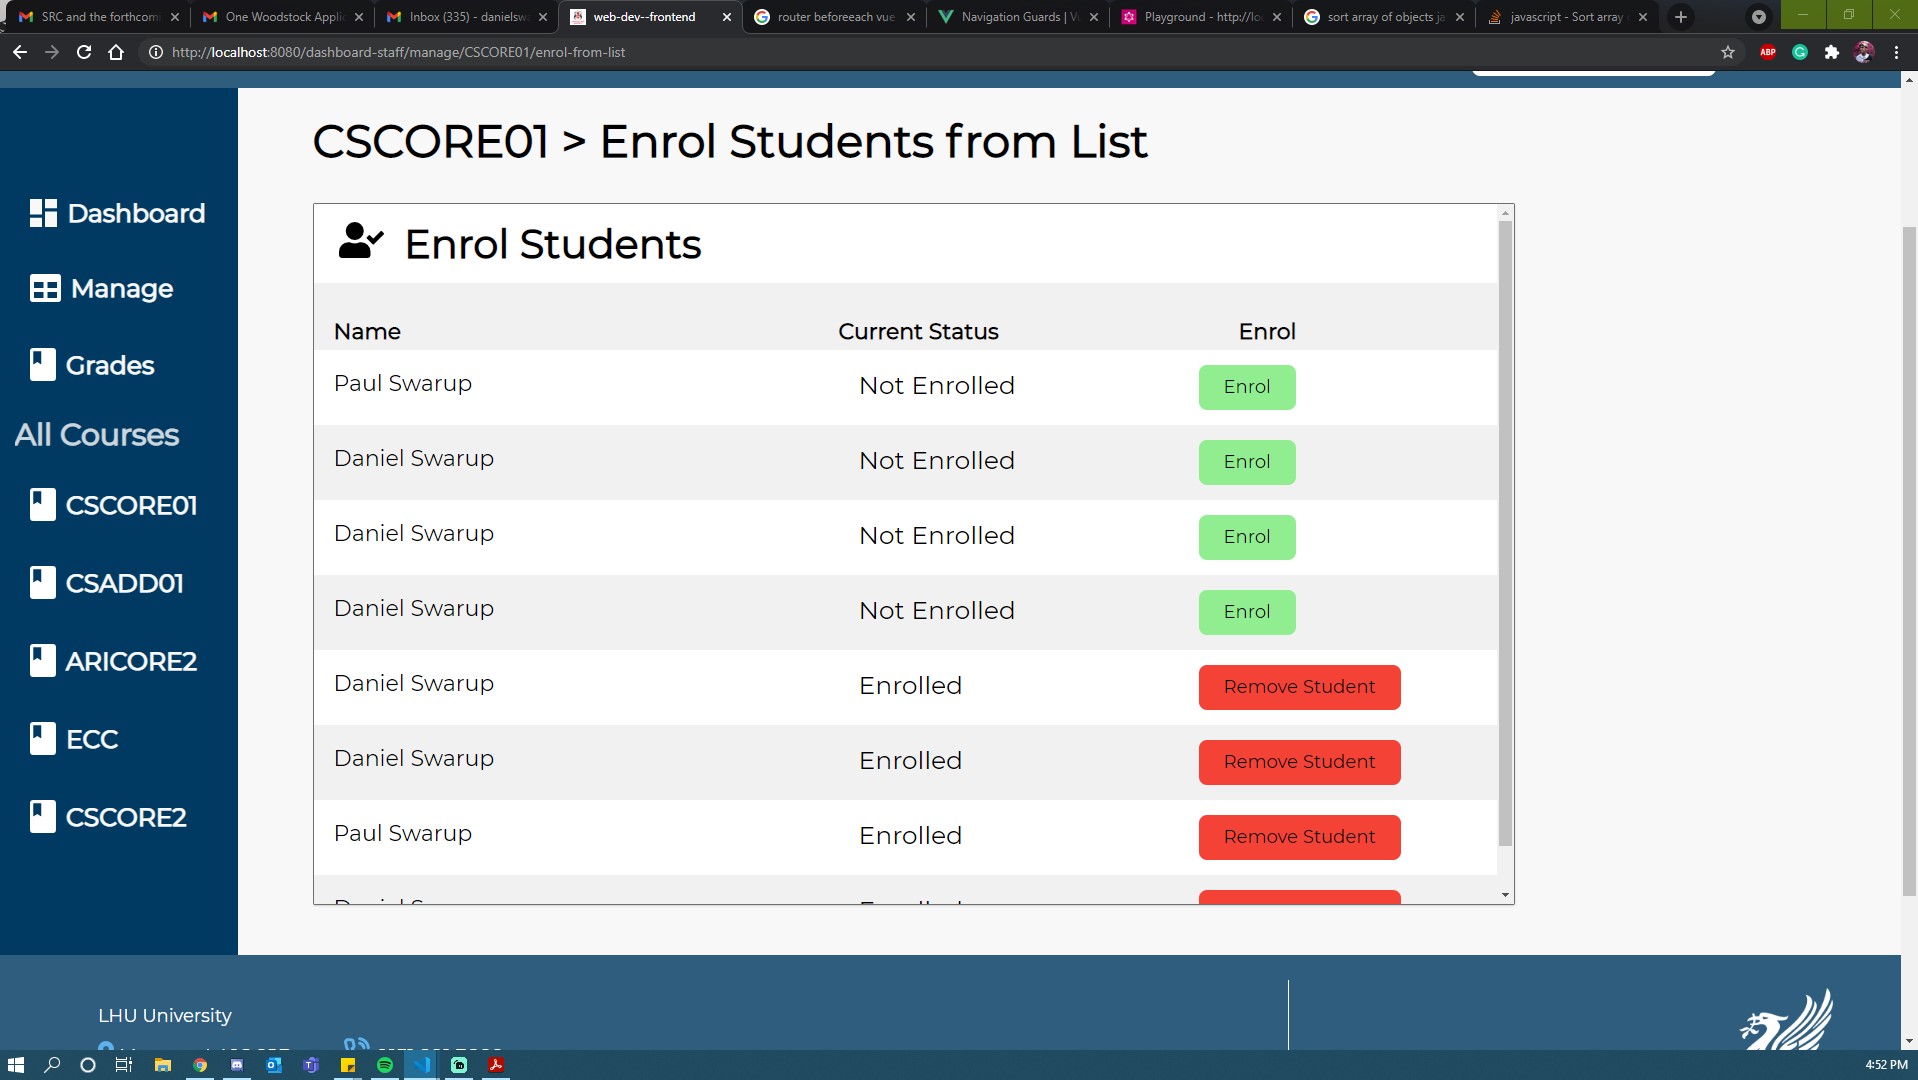 SRC and the forthcomi
One Woodstock Applic
Inbox (335) - danielswa
web-dev--frontend
router beforeeach vue
Navigation Guards | V
Playground - http://lo
sort array of objects ja
javascript - Sort array
http://localhost:8080/dashboard-staff/manage/CSCORE01/enrol-from-list
ABP
CSCORE01 > Enrol Students from List
Dashboard
Manage
Grades
All Courses
CSCORE01
CSADD01
ARICORE2
ECC
CSCORE2
Enrol Students
Name Current Status Enrol
Paul Swarup Not Enrolled Enrol
Daniel Swarup Not Enrolled Enrol
Daniel Swarup Not Enrolled Enrol
Daniel Swarup Not Enrolled Enrol
Daniel Swarup Enrolled Remove Student
Daniel Swarup Enrolled Remove Student
Paul Swarup Enrolled Remove Student
LHU University
4:52 PM